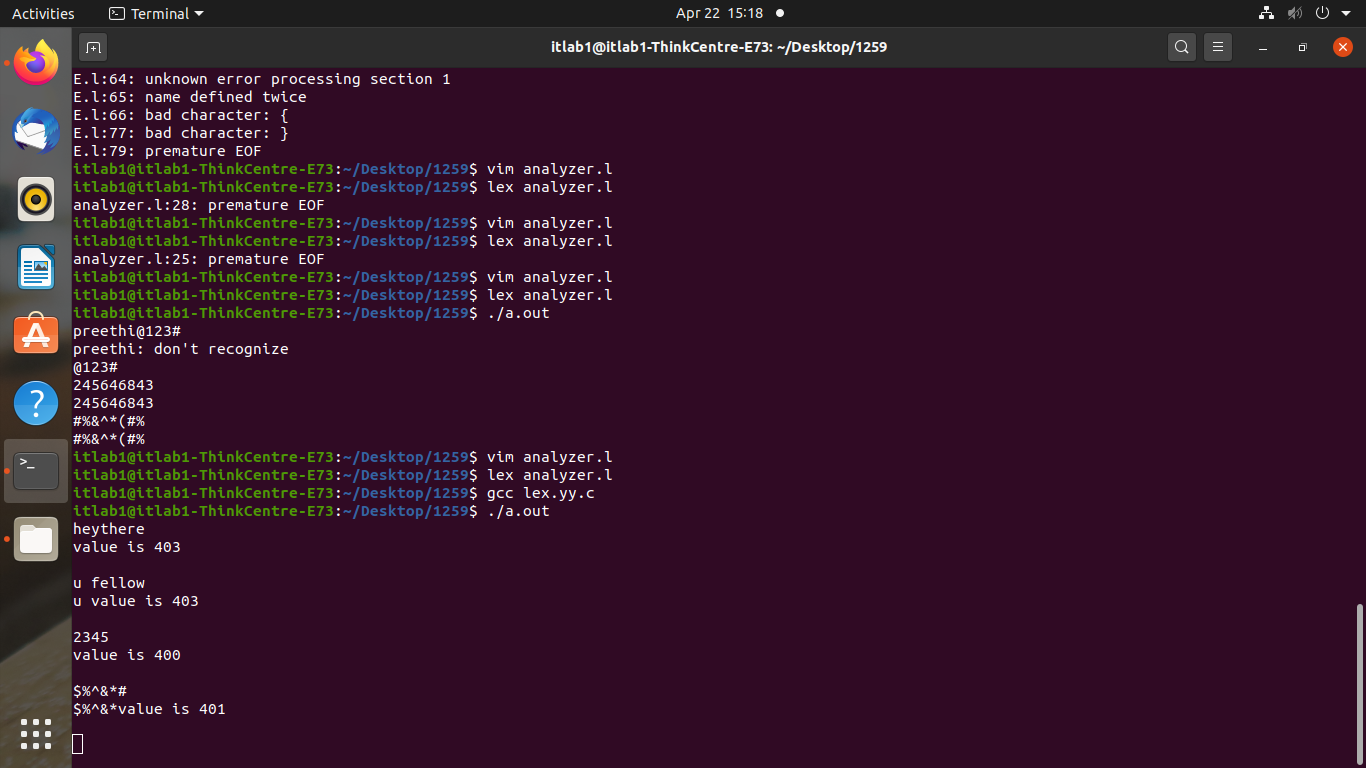 Activities Terminal Apr 22 15:18
itlab1@itlab1-ThinkCentre-E73: ~/Desktop/1259
E.l:64: unknown error processing section 1
E.l:65: name defined twice
E.l:66: bad character: {
E.l:77: bad character: }
E.l:79: premature EOF
itlab1@itlab1-ThinkCentre-E73:~/Desktop/1259$ vim analyzer.l
itlab1@itlab1-ThinkCentre-E73:~/Desktop/1259$ lex analyzer.l
analyzer.l:28: premature EOF
itlab1@itlab1-ThinkCentre-E73:~/Desktop/1259$ vim analyzer.l
itlab1@itlab1-ThinkCentre-E73:~/Desktop/1259$ lex analyzer.l
analyzer.l:25: premature EOF
itlab1@itlab1-ThinkCentre-E73:~/Desktop/1259$ vim analyzer.l
itlab1@itlab1-ThinkCentre-E73:~/Desktop/1259$ lex analyzer.l
itlab1@itlab1-ThinkCentre-E73:~/Desktop/1259$ ./a.out
preethi@123#
preethi: don't recognize
@123#
245646843
245646843
#%&^*(#%
#%&^*(#%
itlab1@itlab1-ThinkCentre-E73:~/Desktop/1259$ vim analyzer.l
itlab1@itlab1-ThinkCentre-E73:~/Desktop/1259$ lex analyzer.l
itlab1@itlab1-ThinkCentre-E73:~/Desktop/1259$ gcc lex.yy.c
itlab1@itlab1-ThinkCentre-E73:~/Desktop/1259$ ./a.out
heythere
value is 403
u fellow
u value is 403
2345
value is 400
$%^&*#
$%^&*value is 401